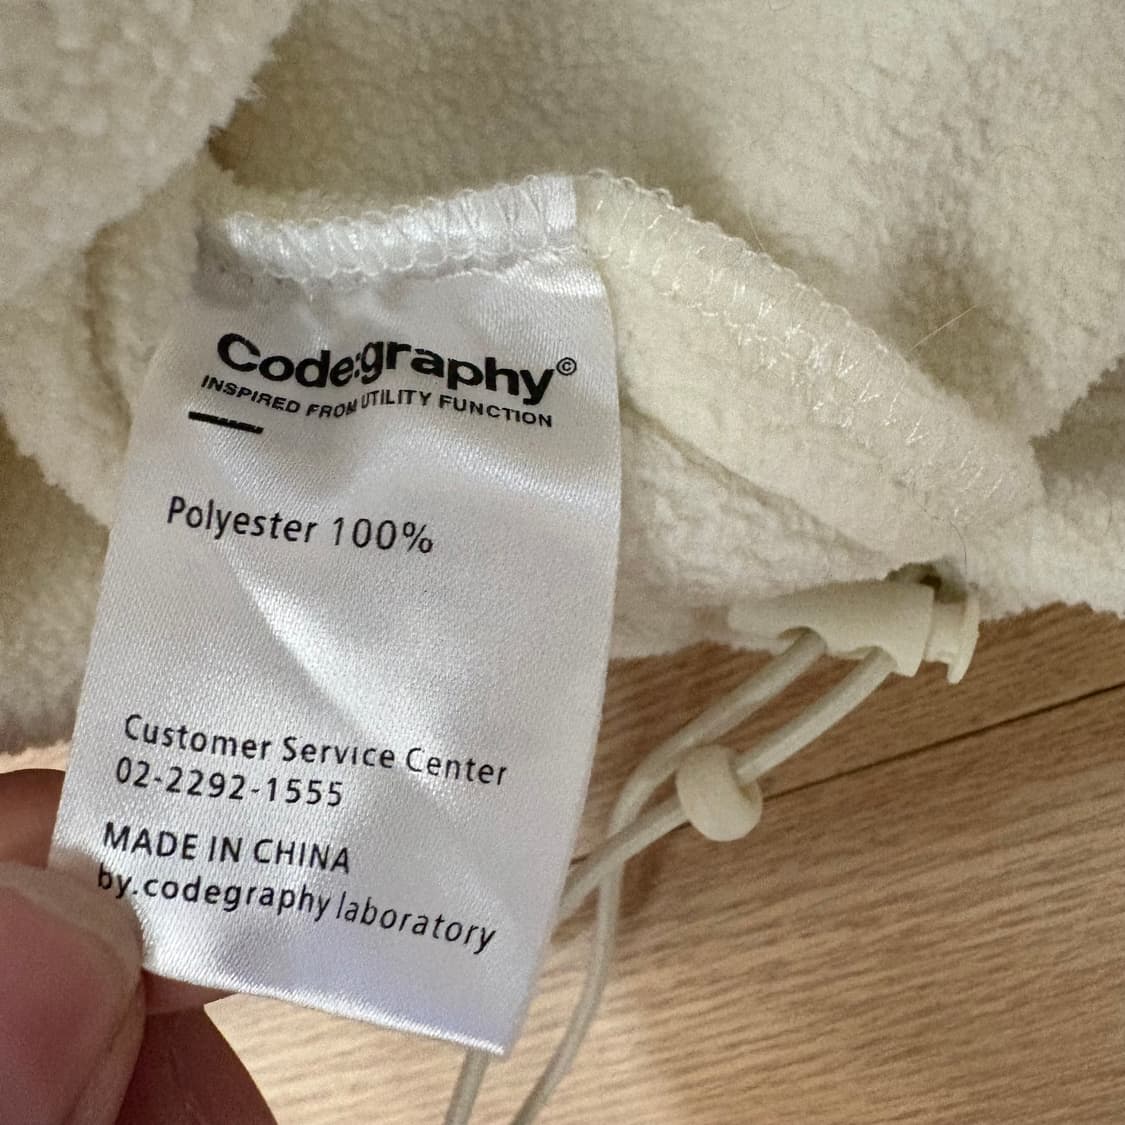 Code:graphy©
INSPIRED FROM UTILITY FUNCTION
Polyester 100%
Customer Service Center
02-2292-1555
MADE IN CHINA
by.codegraphy laboratory